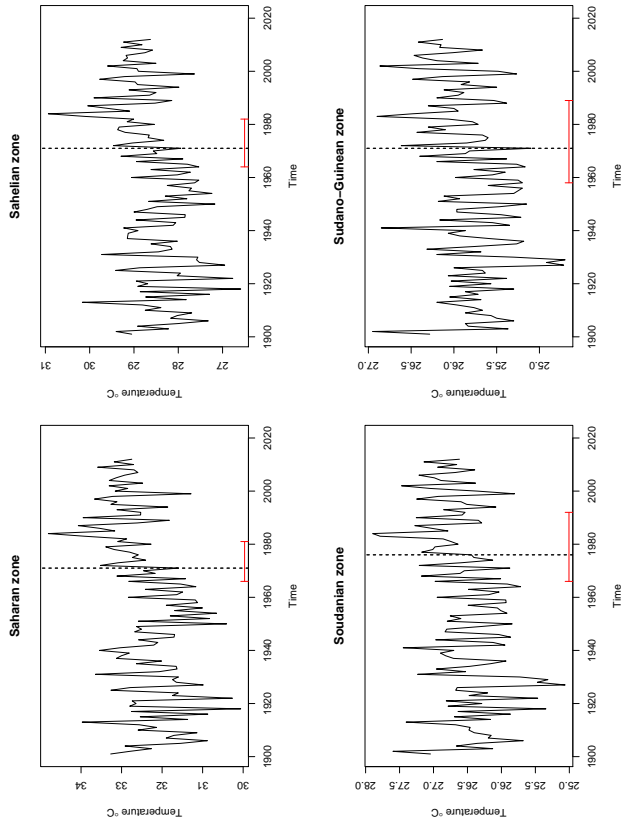 Saharan zone
34
33
32
31
30
Temperature °C
1900 1920 1940 1960 1980 2000 2020
Time
Sahelian zone
31
30
29
28
27
Temperature °C
1900 1920 1940 1960 1980 2000 2020
Time
Soudanian zone
28.0
27.5
27.0
26.5
26.0
25.5
25.0
Temperature °C
1900 1920 1940 1960 1980 2000 2020
Time
Sudano−Guinean zone
27.0
26.5
26.0
25.5
25.0
Temperature °C
1900 1920 1940 1960 1980 2000 2020
Time